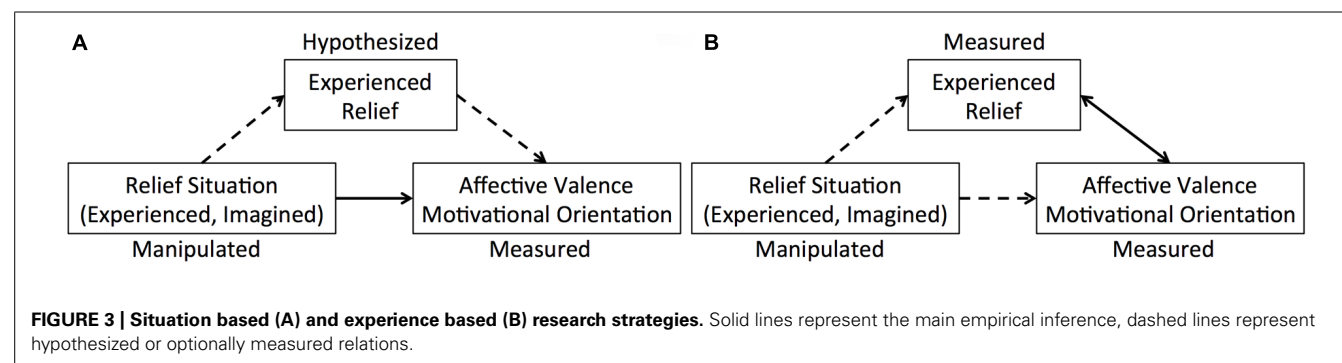 A
Hypothesized
Experienced
Relief
Relief Situation
(Experienced, Imagined)
Manipulated
Affective Valence
Motivational Orientation
Measured
B
Measured
Experienced
Relief
Relief Situation
(Experienced, Imagined)
Manipulated
Affective Valence
Motivational Orientation
Measured
FIGURE 3 | Situation based (A) and experience based (B) research strategies. Solid lines represent the main empirical inference, dashed lines represent
hypothesized or optionally measured relations.